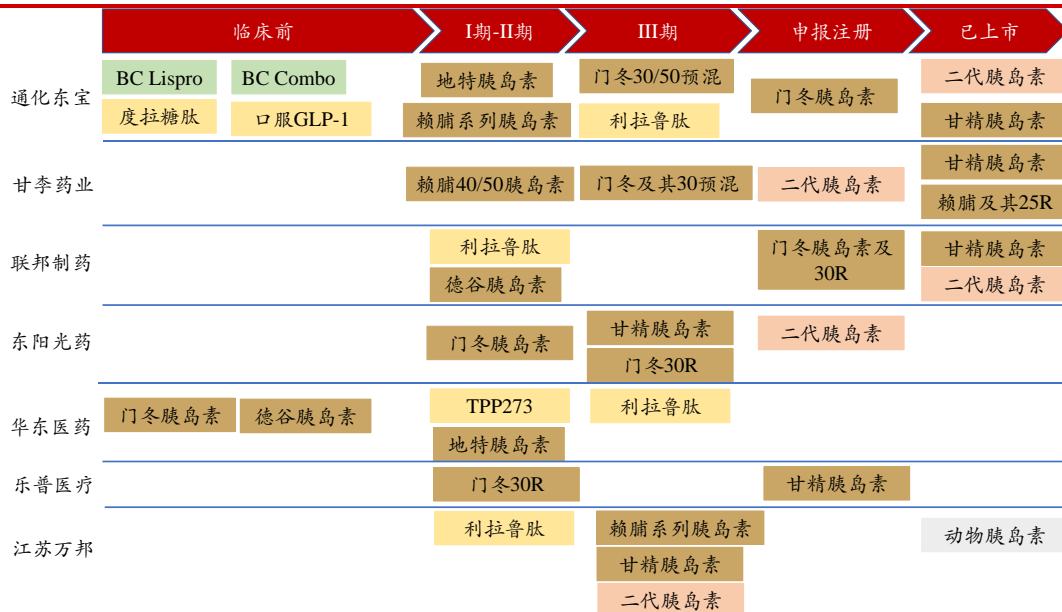 临床前
I期-II期
III期
申报注册
已上市
通化东宝
BC Lispro
BC Combo
度拉糖肽
口服GLP-1
地特胰岛素
赖脯系列胰岛素
门冬30/50预混
利拉鲁肽
门冬胰岛素
二代胰岛素
甘精胰岛素
甘李药业
赖脯40/50胰岛素
门冬及其30预混
二代胰岛素
甘精胰岛素
赖脯及其25R
联邦制药
利拉鲁肽
德谷胰岛素
门冬胰岛素及
30R
甘精胰岛素
二代胰岛素
东阳光药
门冬胰岛素
甘精胰岛素
门冬30R
二代胰岛素
华东医药
门冬胰岛素
德谷胰岛素
TPP273
地特胰岛素
利拉鲁肽
乐普医疗
门冬30R
甘精胰岛素
江苏万邦
利拉鲁肽
赖脯系列胰岛素
甘精胰岛素
二代胰岛素
动物胰岛素